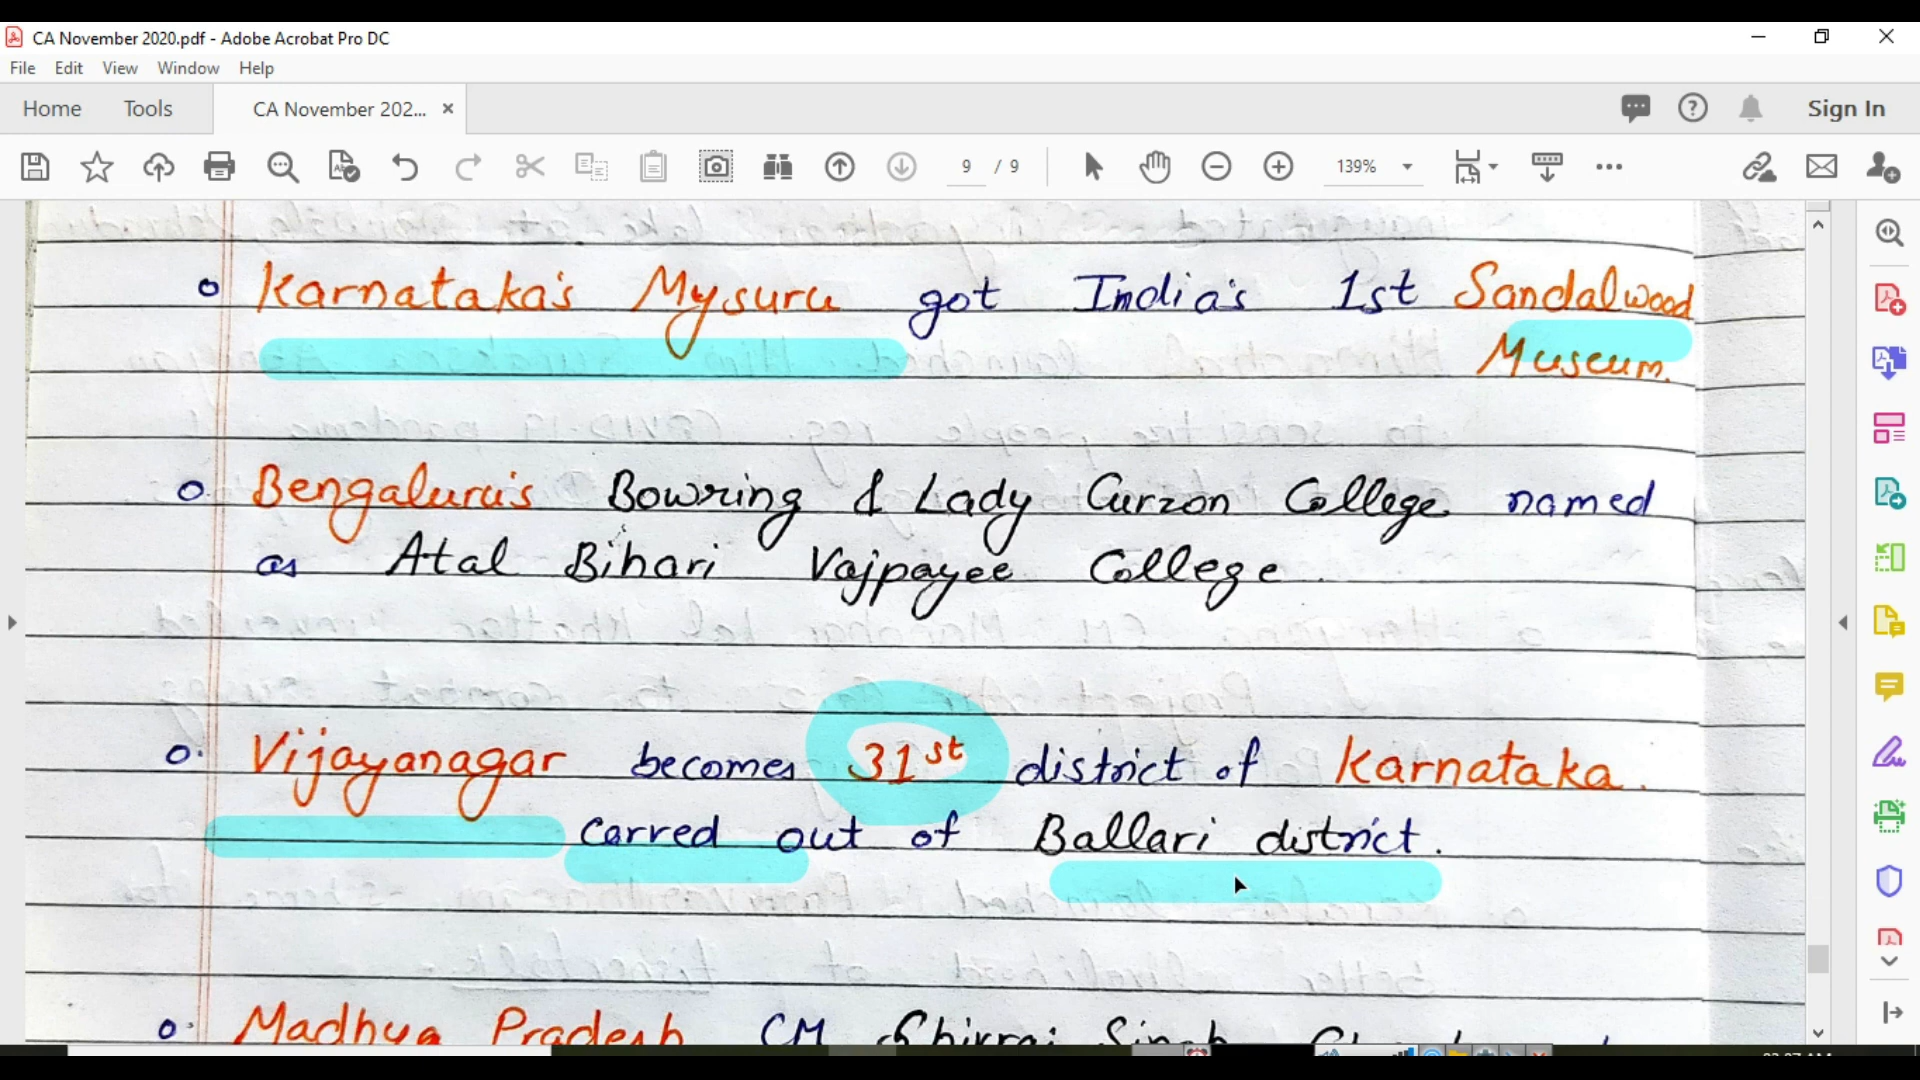 CA November 2020.pdf - Adobe Acrobat Pro DC
File Edit View Window Help
Home Tools CA November 202... × Sign In
9 / 9 139%
Karnataka's Mysuru got India's 1st Sandalwood
Museum.
Bengaluru's Bowring & Lady Curzon College named
as Atal Bihari Vajpayee College.
Vijayanagar becomes 31st district of Karnataka.
Carved out of Ballari district.
Madhya Pradesh CM Shivraj Singh